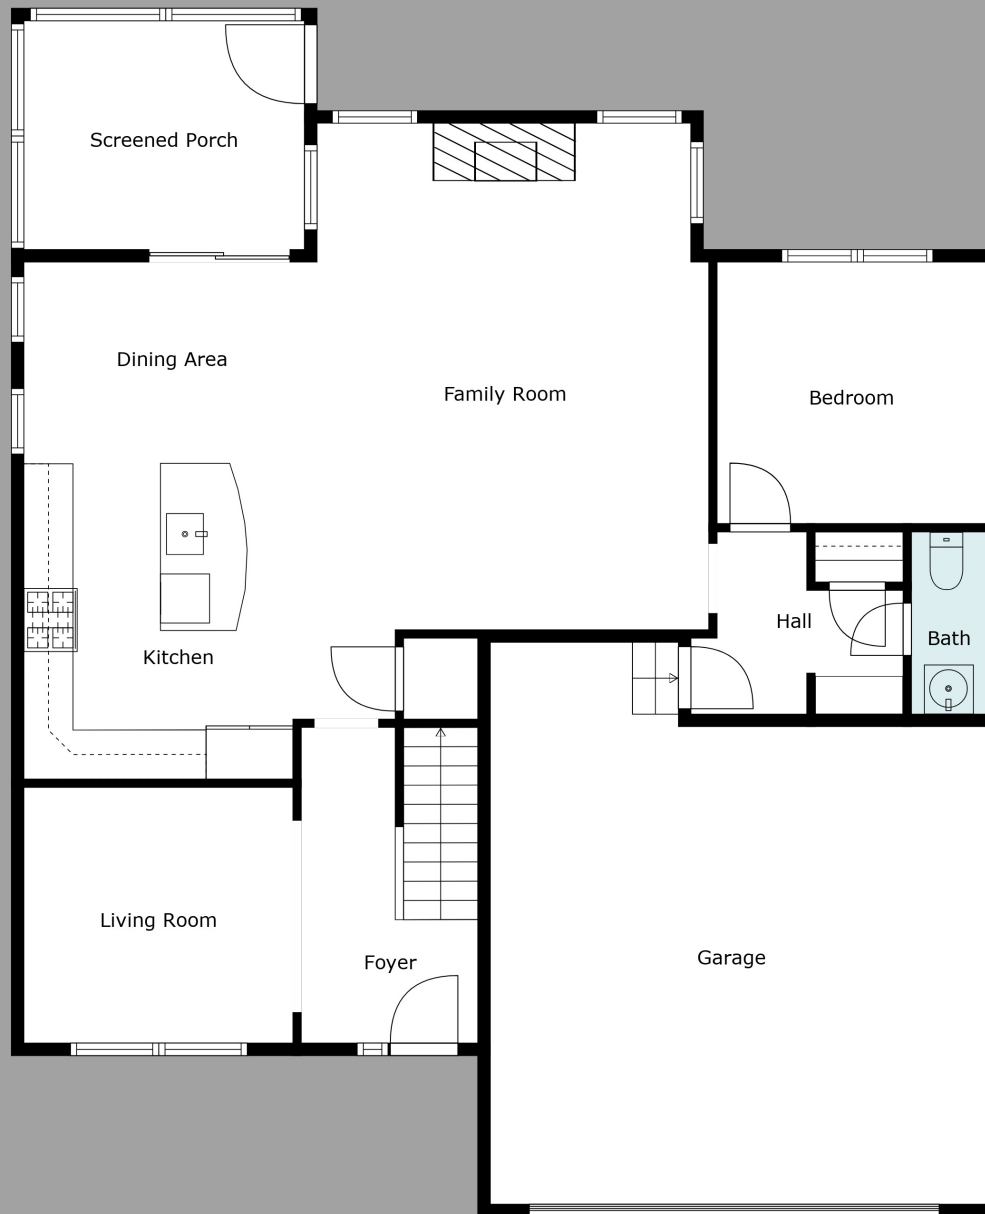 Screened Porch
Dining Area
Family Room
Bedroom
Hall
Bath
Kitchen
Living Room
Foyer
Garage